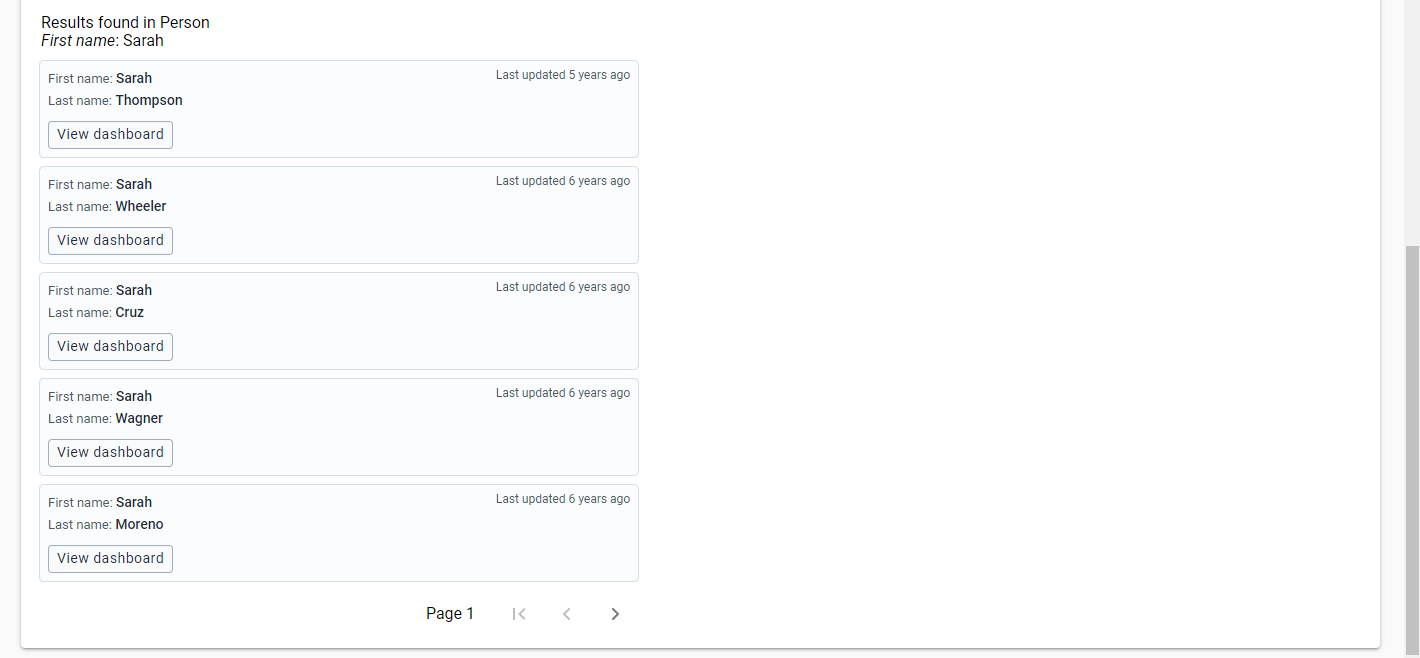 Results found in Person
First name: Sarah
First name: Sarah
Last updated 5 years ago
Last name: Thompson
View dashboard
First name: Sarah
Last updated 6 years ago
Last name: Wheeler
View dashboard
First name: Sarah
Last updated 6 years ago
Last name: Cruz
View dashboard
First name: Sarah
Last updated 6 years ago
Last name: Wagner
View dashboard
First name: Sarah
Last updated 6 years ago
Last name: Moreno
View dashboard
Page 1